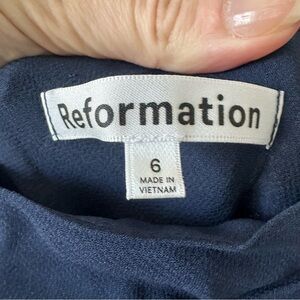 Reformation
6
MADE IN
VIETNAM